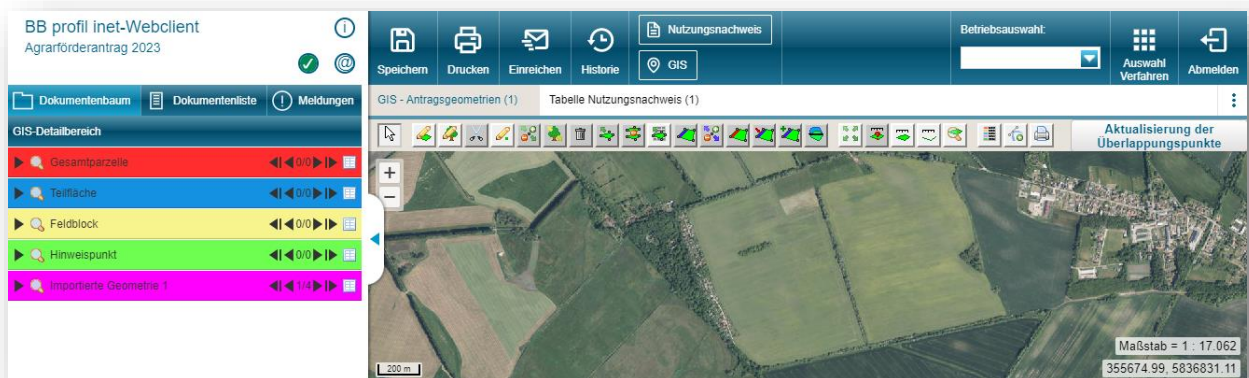 BB profil inet-Webclient
Agrarförderantrag 2023
Speichern
Drucken
Einreichen
Historie
Nutzungsnachweis
GIS
Betriebsauswahl:
Auswahl
Verfahren
Abmelden
Dokumentenbaum
Dokumentenliste
Meldungen
GIS - Antragsgeometrien (1)
Tabelle Nutzungsnachweis (1)
GIS-Detailbereich
Aktualisierung der
Überlappungspunkte
Gesamtparzelle 0/0
Teilfläche 0/0
Feldblock 0/0
Hinweispunkt 0/0
Importierte Geometrie 1 1/4
+
−
200 m
Maßstab = 1 : 17.062
355674.99, 5836831.11